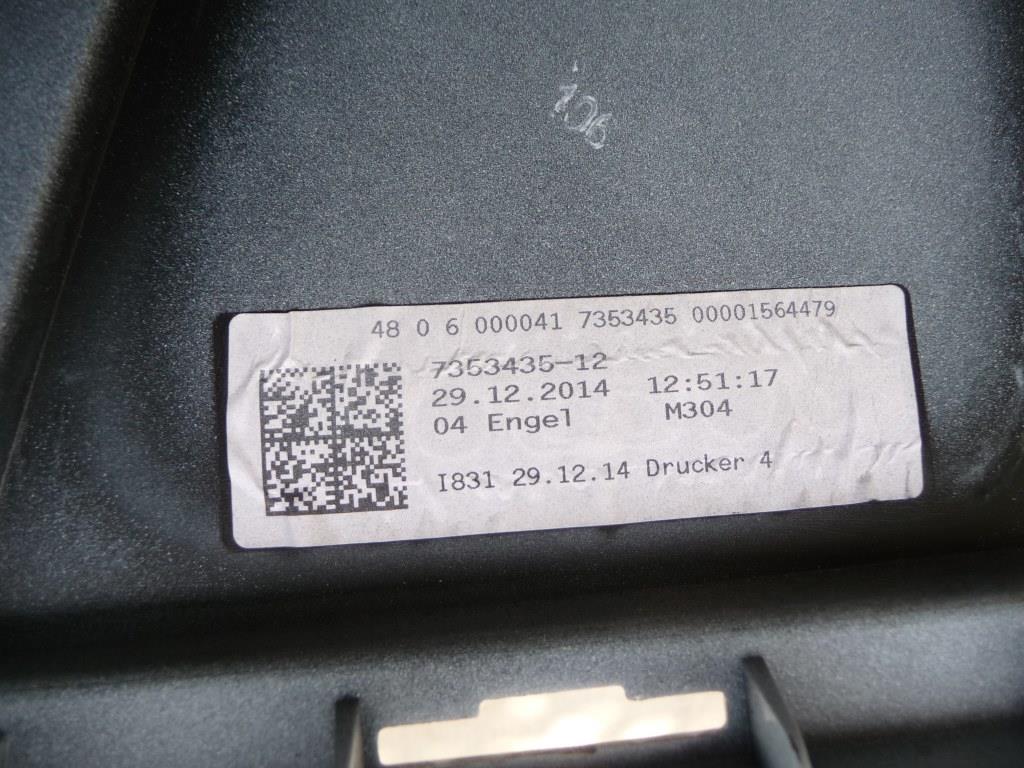 48 0 6 000041 7353435 00001564479
7353435-12
29.12.2014 12:51:17
04 Engel M304
I831 29.12.14 Drucker 4